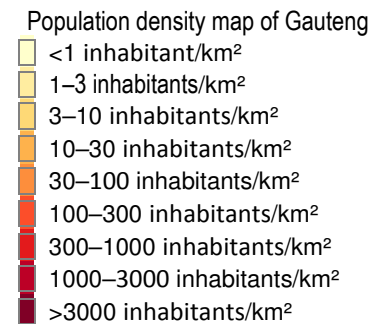 Population density map of Gauteng
<1 inhabitant/km²
1–3 inhabitants/km²
3–10 inhabitants/km²
10–30 inhabitants/km²
30–100 inhabitants/km²
100–300 inhabitants/km²
300–1000 inhabitants/km²
1000–3000 inhabitants/km²
>3000 inhabitants/km²